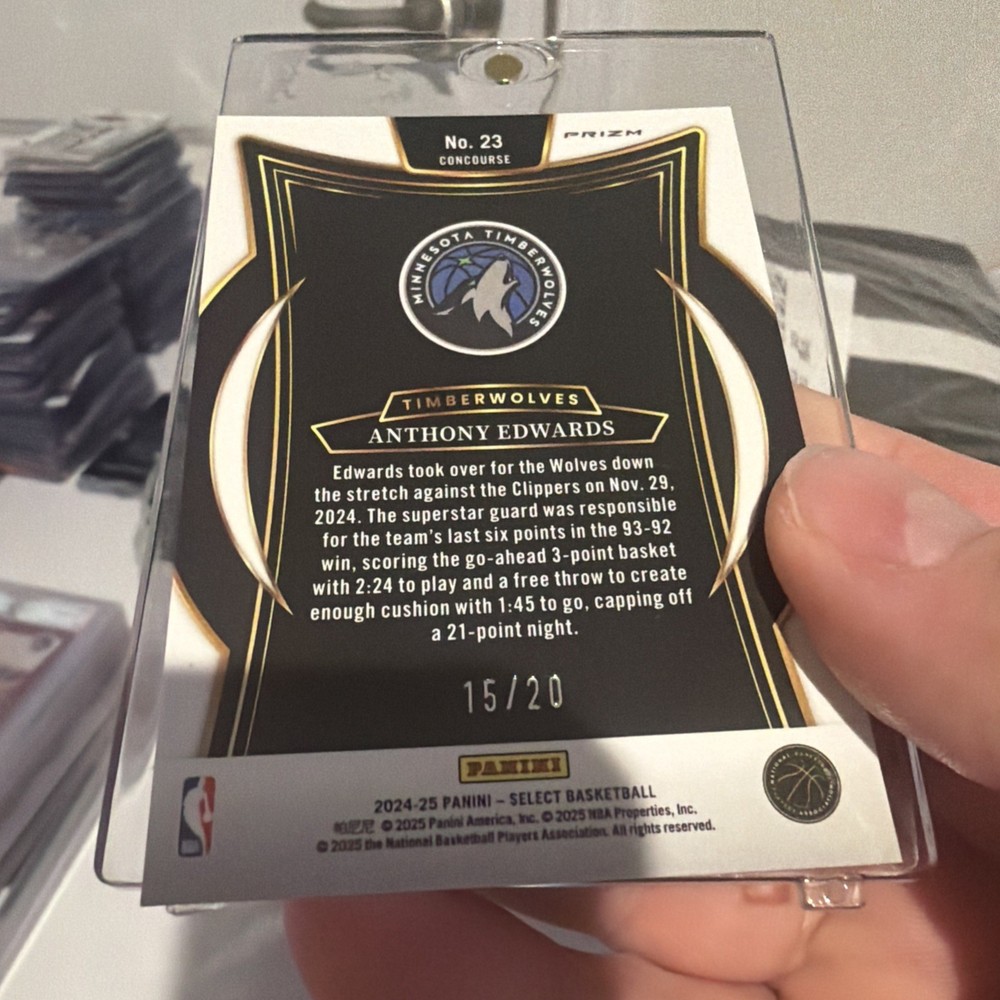 No. 23
CONCOURSE
PRIZM
MINNESOTA TIMBERWOLVES
TIMBERWOLVES
ANTHONY EDWARDS
Edwards took over for the Wolves down
the stretch against the Clippers on Nov. 29,
2024. The superstar guard was responsible
for the team's last six points in the 93-92
win, scoring the go-ahead 3-point basket
with 2:24 to play and a free throw to create
enough cushion with 1:45 to go, capping off
a 21-point night.
15/20
PANINI
2024-25 PANINI – SELECT BASKETBALL
帕尼尼 © 2025 Panini America, Inc. © 2025 NBA Properties, Inc.
© 2025 the National Basketball Players Association. All rights reserved.